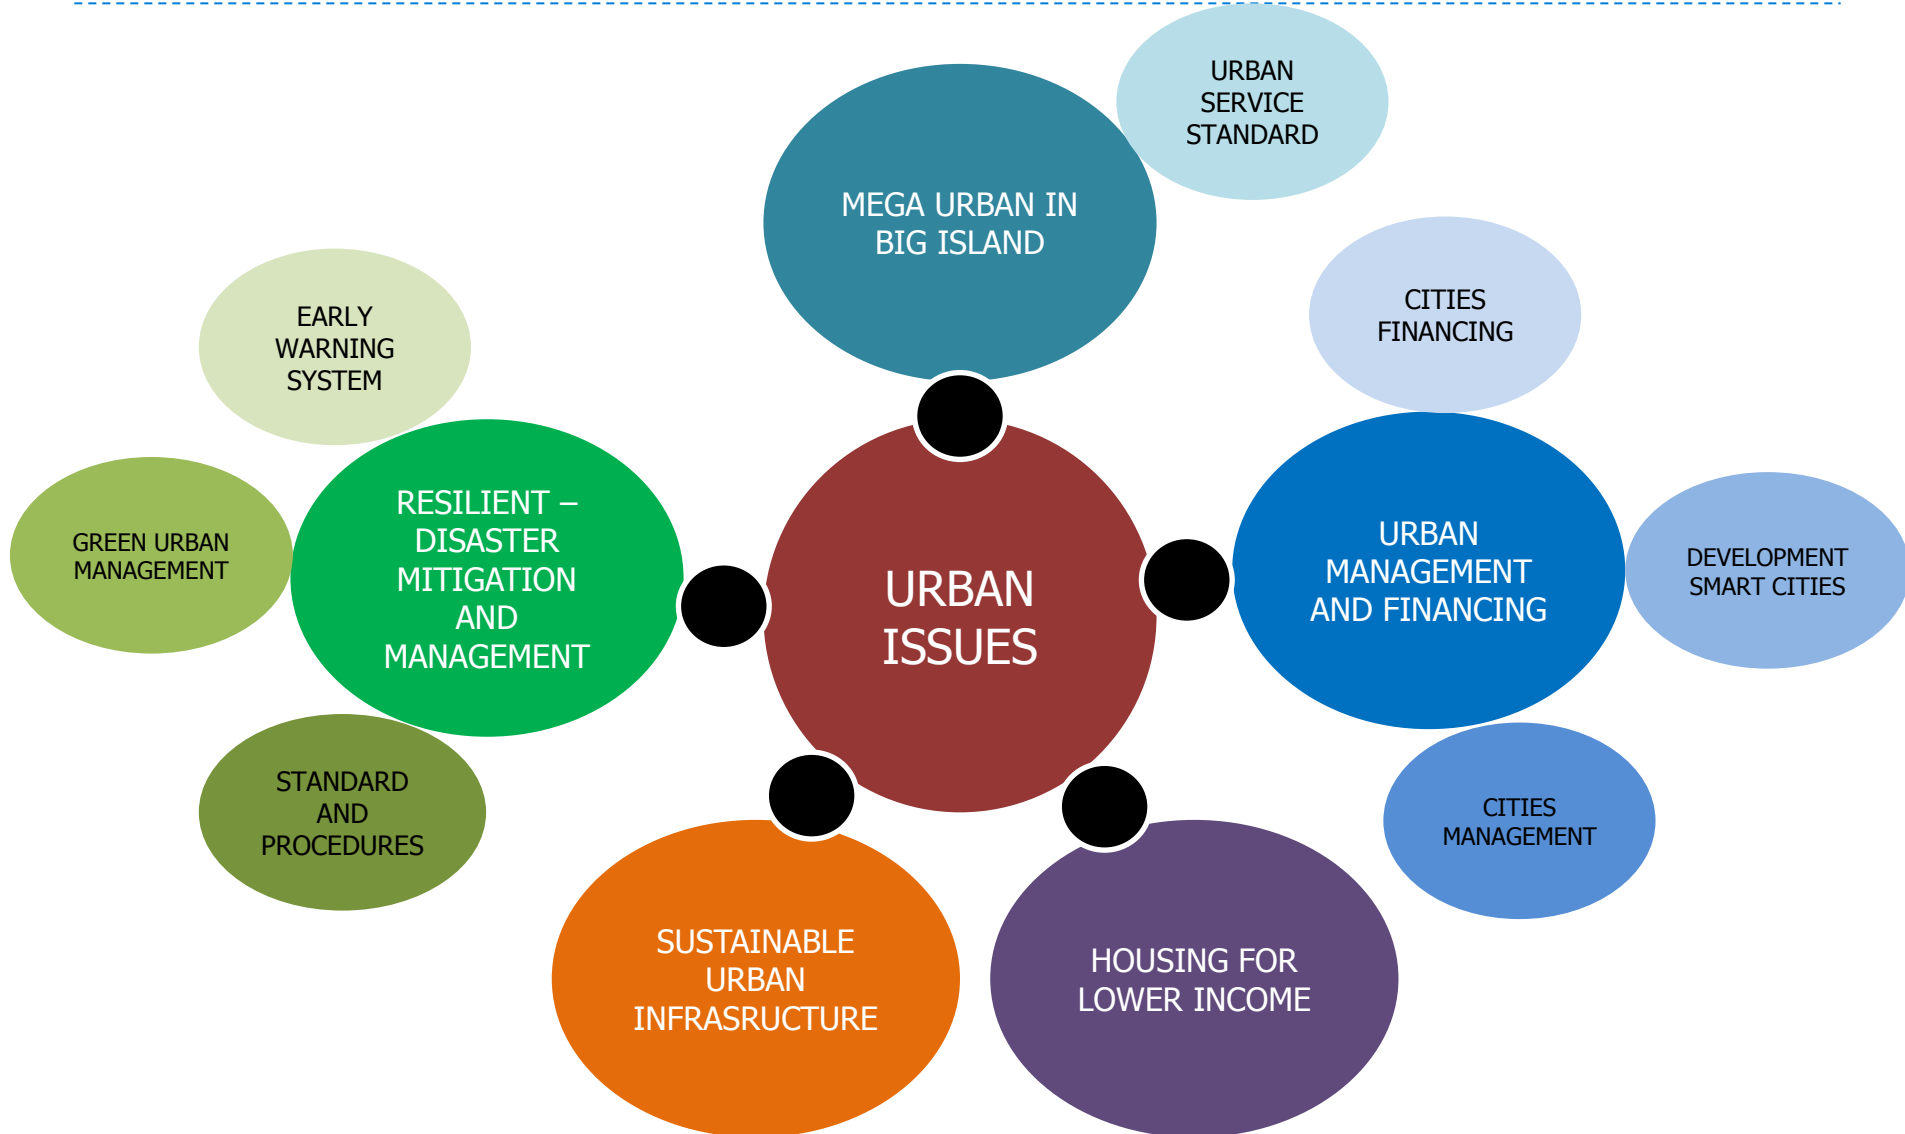 URBAN
SERVICE
STANDARD
MEGA URBAN IN
BIG ISLAND
CITIES
FINANCING
EARLY
WARNING
SYSTEM
RESILIENT –
DISASTER
MITIGATION
AND
MANAGEMENT
GREEN URBAN
MANAGEMENT
URBAN
ISSUES
URBAN
MANAGEMENT
AND FINANCING
DEVELOPMENT
SMART CITIES
STANDARD
AND
PROCEDURES
CITIES
MANAGEMENT
SUSTAINABLE
URBAN
INFRASRUCTURE
HOUSING FOR
LOWER INCOME